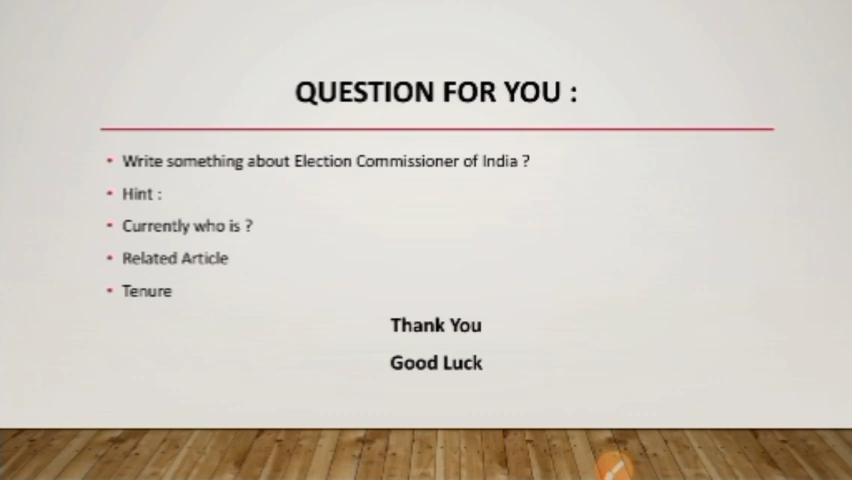 QUESTION FOR YOU :
Write something about Election Commissioner of India ?
Hint :
Currently who is ?
Related Article
Tenure
Thank You
Good Luck